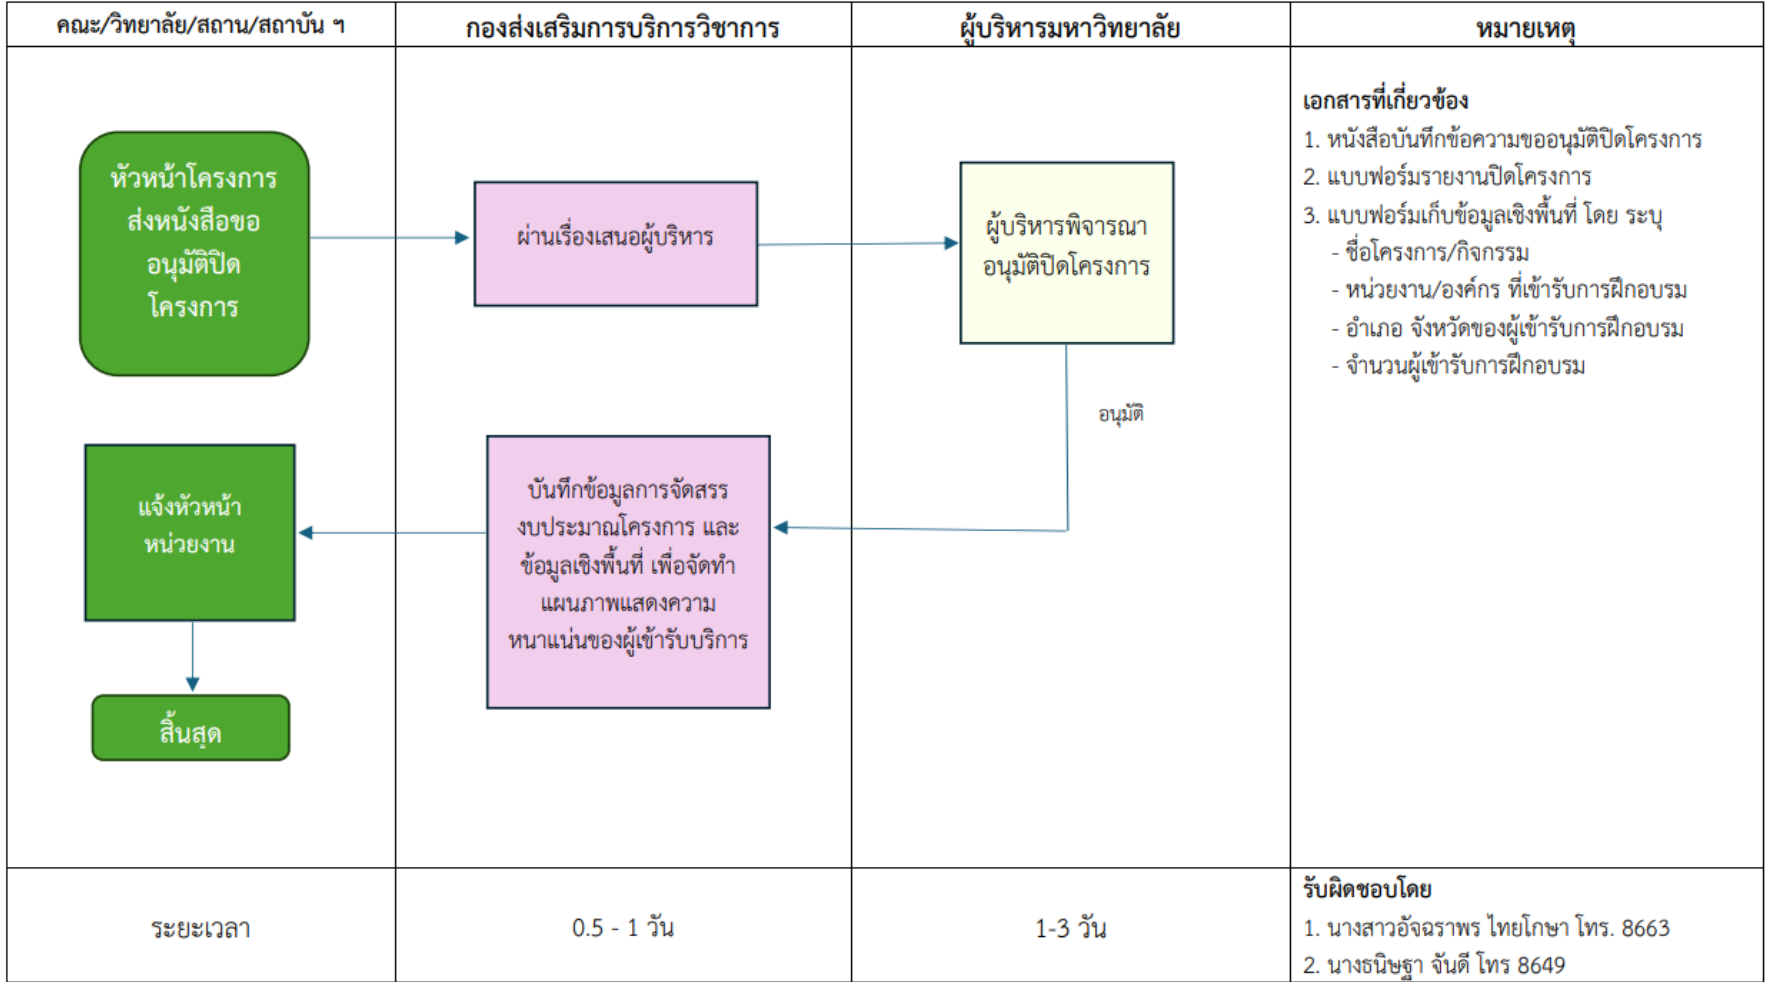 คณะ/วิทยาลัย/สถาน/สถาบัน ฯ
กองส่งเสริมการบริการวิชาการ
ผู้บริหารมหาวิทยาลัย
หมายเหตุ
หัวหน้าโครงการ
ส่งหนังสือขอ
อนุมัติปิด
โครงการ
ผ่านเรื่องเสนอผู้บริหาร
ผู้บริหารพิจารณา
อนุมัติปิดโครงการ
อนุมัติ
บันทึกข้อมูลการจัดสรร
งบประมาณโครงการ และ
ข้อมูลเชิงพื้นที่ เพื่อจัดทำ
แผนภาพแสดงความ
หนาแน่นของผู้เข้ารับบริการ
แจ้งหัวหน้า
หน่วยงาน
สิ้นสุด
เอกสารที่เกี่ยวข้อง
1. หนังสือบันทึกข้อความขออนุมัติปิดโครงการ
2. แบบฟอร์มรายงานปิดโครงการ
3. แบบฟอร์มเก็บข้อมูลเชิงพื้นที่ โดย ระบุ
- ชื่อโครงการ/กิจกรรม
- หน่วยงาน/องค์กร ที่เข้ารับการฝึกอบรม
- อำเภอ จังหวัดของผู้เข้ารับการฝึกอบรม
- จำนวนผู้เข้ารับการฝึกอบรม
ระยะเวลา
0.5 - 1 วัน
1-3 วัน
รับผิดชอบโดย
1. นางสาวอัจฉราพร ไทยโกษา โทร. 8663
2. นางธนิษฐา จันดี โทร 8649